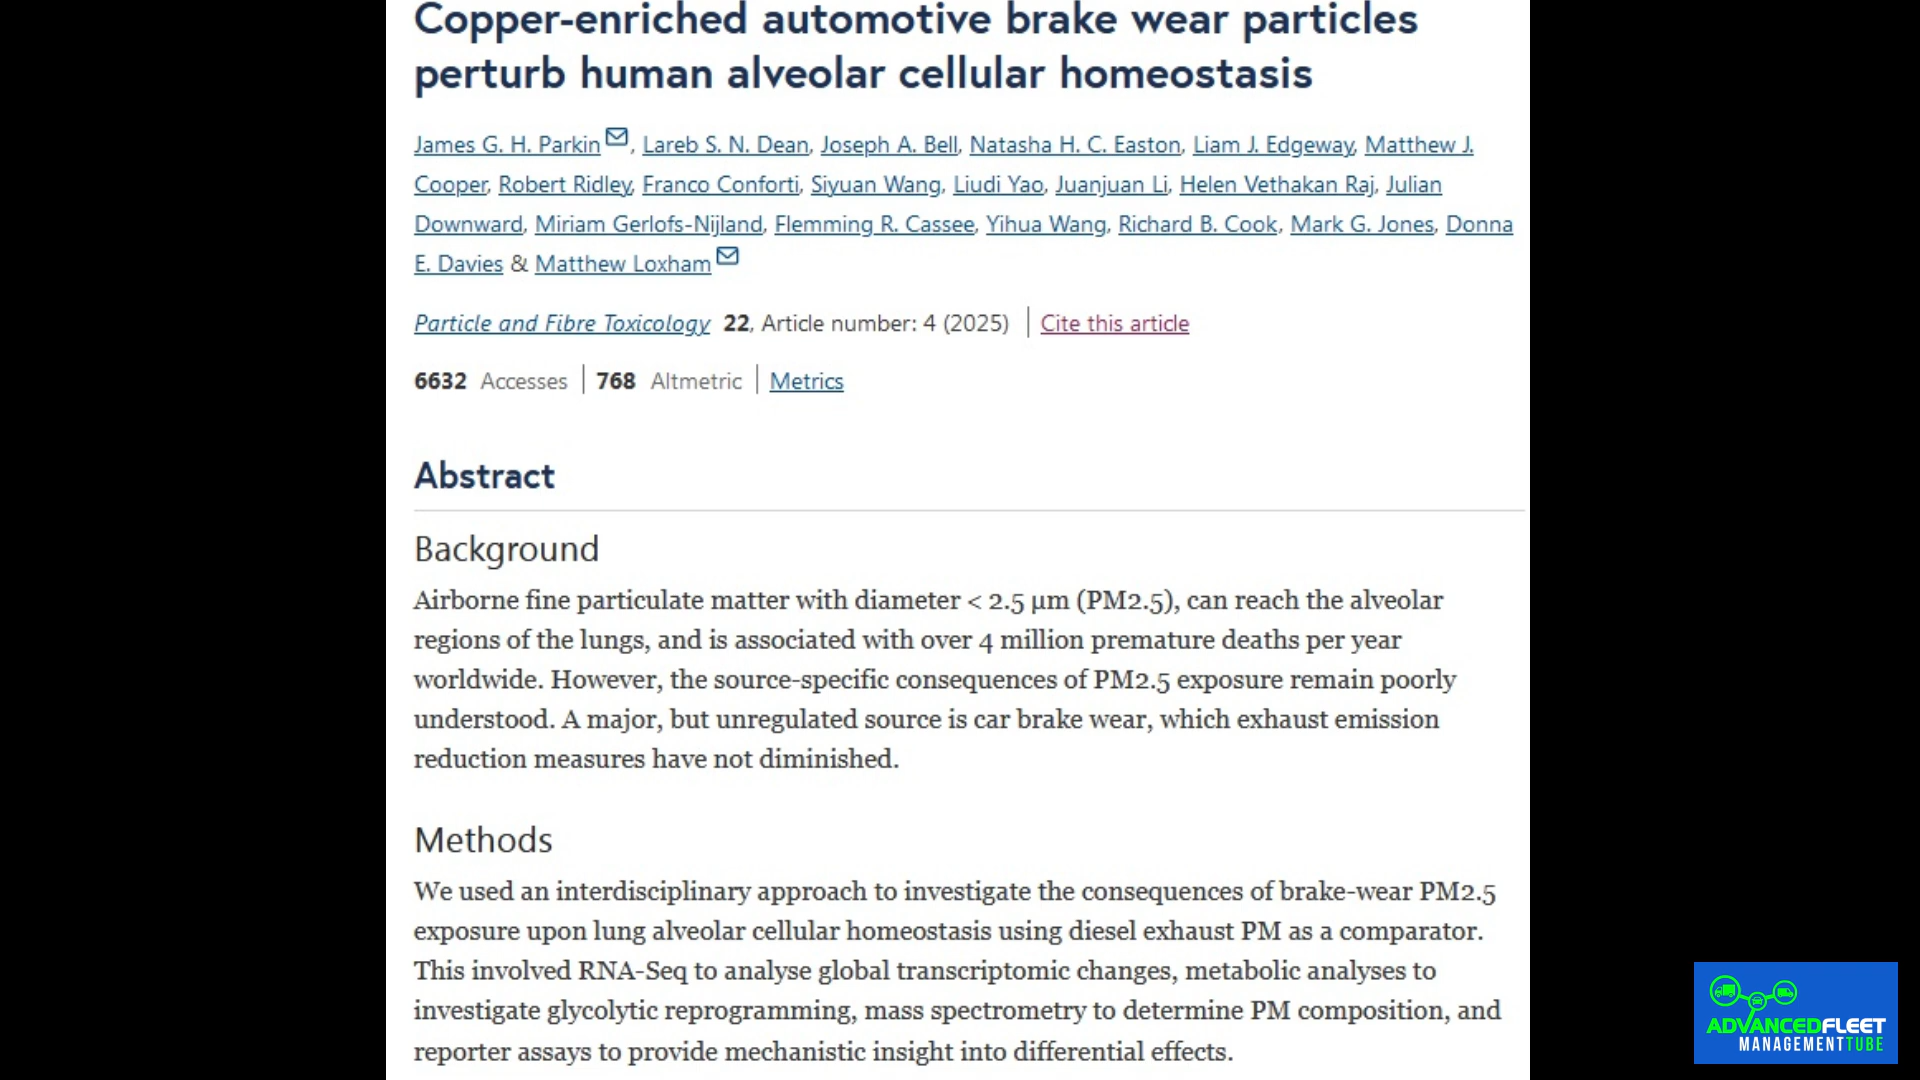 Copper-enriched automotive brake wear particles
perturb human alveolar cellular homeostasis
James G. H. Parkin, Lareb S. N. Dean, Joseph A. Bell, Natasha H. C. Easton, Liam J. Edgeway, Matthew J.
Cooper, Robert Ridley, Franco Conforti, Siyuan Wang, Liudi Yao, Juanjuan Li, Helen Vethakan Raj, Julian
Downward, Miriam Gerlofs-Nijland, Flemming R. Cassee, Yihua Wang, Richard B. Cook, Mark G. Jones, Donna
E. Davies & Matthew Loxham
Particle and Fibre Toxicology 22, Article number: 4 (2025) | Cite this article
6632 Accesses | 768 Altmetric | Metrics
Abstract
Background
Airborne fine particulate matter with diameter < 2.5 μm (PM2.5), can reach the alveolar
regions of the lungs, and is associated with over 4 million premature deaths per year
worldwide. However, the source-specific consequences of PM2.5 exposure remain poorly
understood. A major, but unregulated source is car brake wear, which exhaust emission
reduction measures have not diminished.
Methods
We used an interdisciplinary approach to investigate the consequences of brake-wear PM2.5
exposure upon lung alveolar cellular homeostasis using diesel exhaust PM as a comparator.
This involved RNA-Seq to analyse global transcriptomic changes, metabolic analyses to
investigate glycolytic reprogramming, mass spectrometry to determine PM composition, and
reporter assays to provide mechanistic insight into differential effects.
ADVANCEDFLEET
MANAGEMENTTUBE